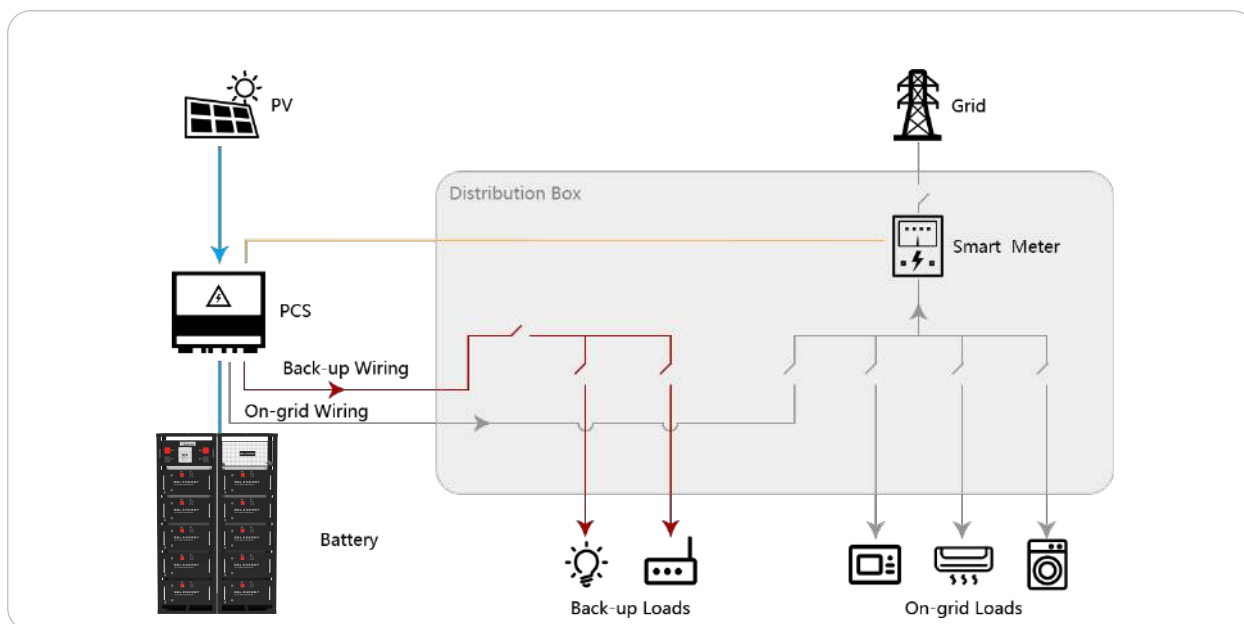 PV
Grid
Distribution Box
Smart Meter
PCS
Back-up Wiring
On-grid Wiring
Battery
Back-up Loads
On-grid Loads